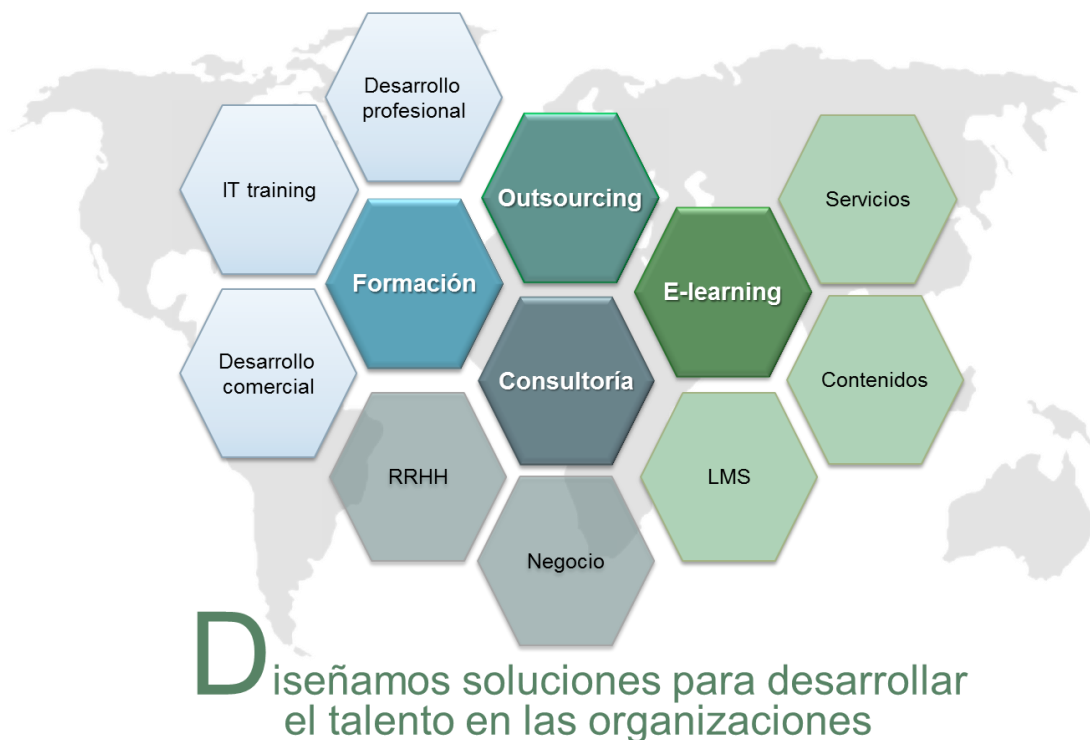 Desarrollo
profesional
IT training
Outsourcing
Servicios
Formación
E-learning
Desarrollo
comercial
Consultoría
Contenidos
RRHH
LMS
Negocio
Diseñamos soluciones para desarrollar
el talento en las organizaciones